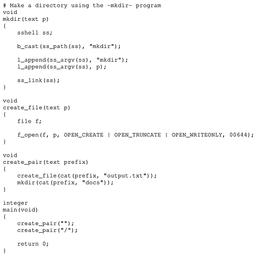 # Make a directory using the -mkdir- program
void
mkdir(text p)
{
    sshell ss;

    b_cast(ss_path(ss), "mkdir");

    l_append(ss_argv(ss), "mkdir");
    l_append(ss_argv(ss), p);

    ss_link(ss);
}

void
create_file(text p)
{
    file f;

    f_open(f, p, OPEN_CREATE | OPEN_TRUNCATE | OPEN_WRITEONLY, 00644);
}

void
create_pair(text prefix)
{
    create_file(cat(prefix, "output.txt"));
    mkdir(cat(prefix, "docs"));
}

integer
main(void)
{
    create_pair("");
    create_pair("/");

    return 0;
}